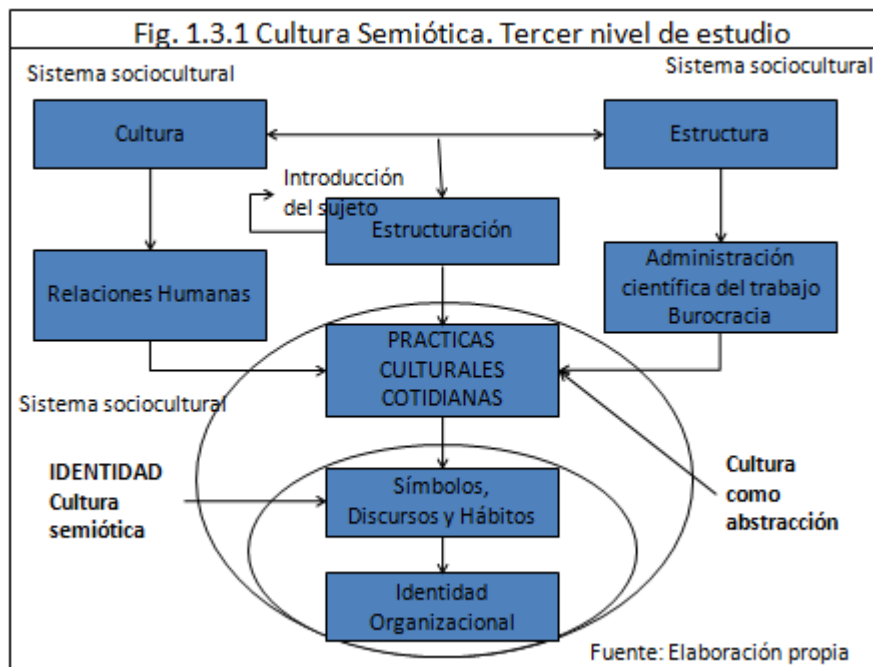 Fig. 1.3.1 Cultura Semiótica. Tercer nivel de estudio
Sistema sociocultural
Sistema sociocultural
Cultura
Estructura
Introducción
del sujeto
Estructuración
Relaciones Humanas
Administración
científica del trabajo
Burocracia
PRACTICAS
CULTURALES
COTIDIANAS
Sistema sociocultural
IDENTIDAD
Cultura
semiótica
Símbolos,
Discursos y Hábitos
Cultura
como
abstracción
Identidad
Organizacional
Fuente: Elaboración propia